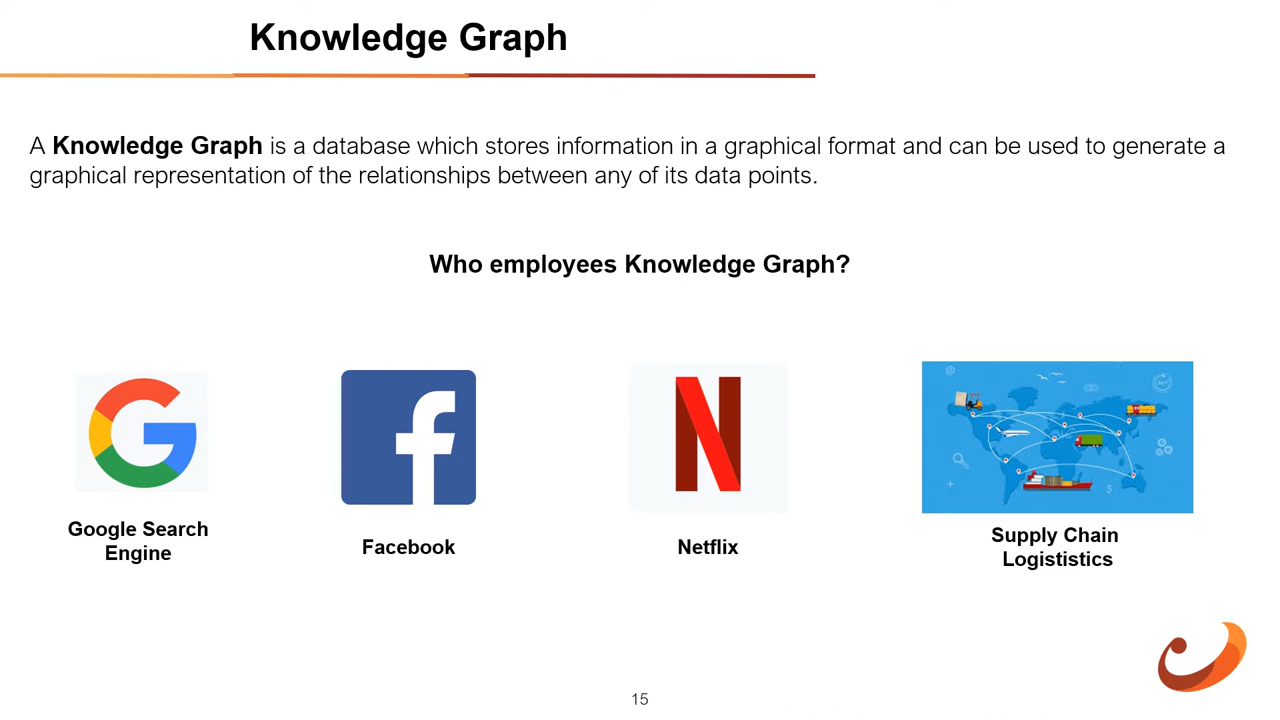 Knowledge Graph
A Knowledge Graph is a database which stores information in a graphical format and can be used to generate a
graphical representation of the relationships between any of its data points.
Who employees Knowledge Graph?
Google Search
Engine
Facebook
Netflix
Supply Chain
Logististics
15